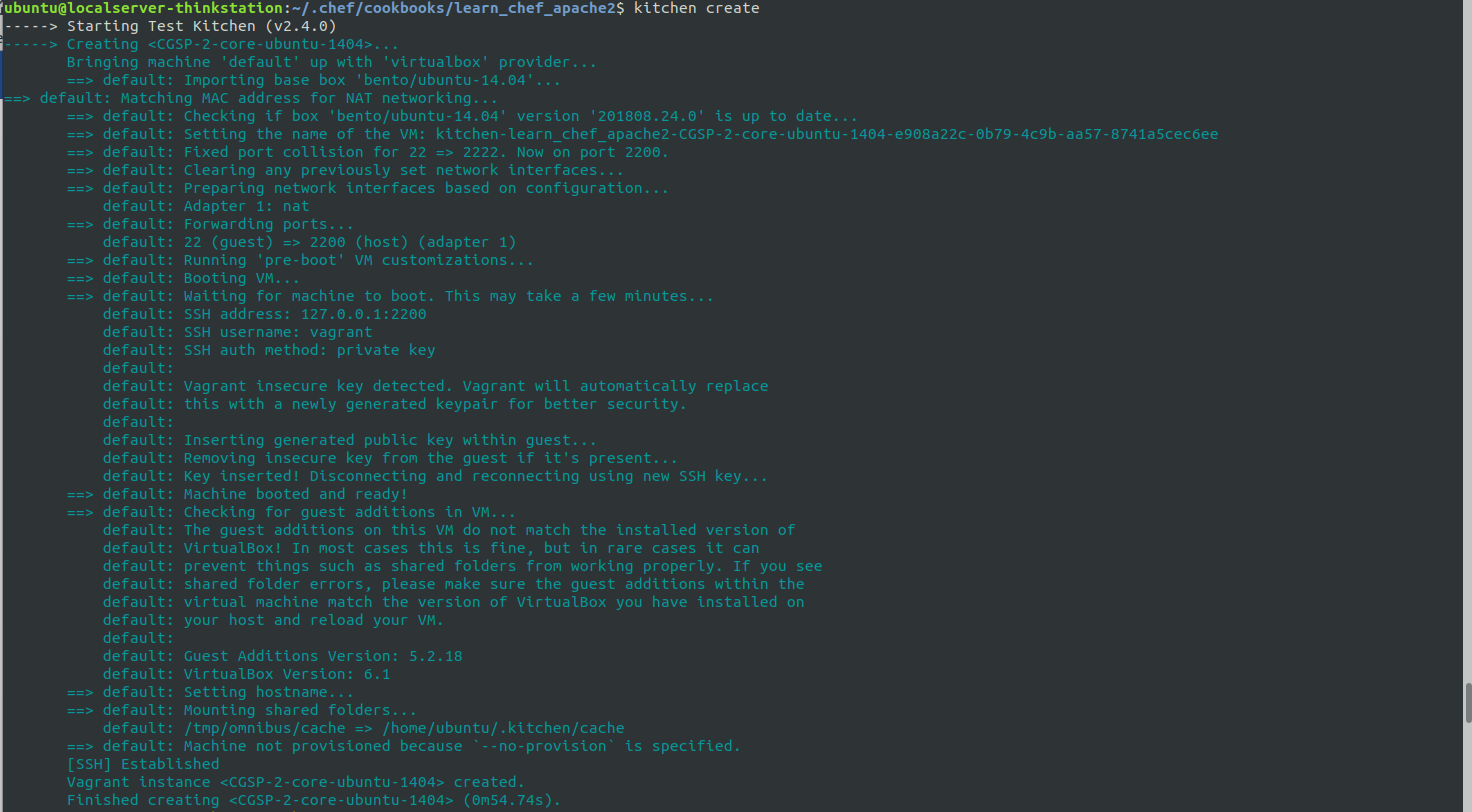 ubuntu@localserver-thinkstation:~/.chef/cookbooks/learn_chef_apache2$ kitchen create
-----> Starting Test Kitchen (v2.4.0)
-----> Creating <CGSP-2-core-ubuntu-1404>...
       Bringing machine 'default' up with 'virtualbox' provider...
       ==> default: Importing base box 'bento/ubuntu-14.04'...
==> default: Matching MAC address for NAT networking...
       ==> default: Checking if box 'bento/ubuntu-14.04' version '201808.24.0' is up to date...
       ==> default: Setting the name of the VM: kitchen-learn_chef_apache2-CGSP-2-core-ubuntu-1404-e908a22c-0b79-4c9b-aa57-8741a5cec6ee
       ==> default: Fixed port collision for 22 => 2222. Now on port 2200.
       ==> default: Clearing any previously set network interfaces...
       ==> default: Preparing network interfaces based on configuration...
           default: Adapter 1: nat
       ==> default: Forwarding ports...
           default: 22 (guest) => 2200 (host) (adapter 1)
       ==> default: Running 'pre-boot' VM customizations...
       ==> default: Booting VM...
       ==> default: Waiting for machine to boot. This may take a few minutes...
           default: SSH address: 127.0.0.1:2200
           default: SSH username: vagrant
           default: SSH auth method: private key
           default:
           default: Vagrant insecure key detected. Vagrant will automatically replace
           default: this with a newly generated keypair for better security.
           default:
           default: Inserting generated public key within guest...
           default: Removing insecure key from the guest if it's present...
           default: Key inserted! Disconnecting and reconnecting using new SSH key...
       ==> default: Machine booted and ready!
       ==> default: Checking for guest additions in VM...
           default: The guest additions on this VM do not match the installed version of
           default: VirtualBox! In most cases this is fine, but in rare cases it can
           default: prevent things such as shared folders from working properly. If you see
           default: shared folder errors, please make sure the guest additions within the
           default: virtual machine match the version of VirtualBox you have installed on
           default: your host and reload your VM.
           default:
           default: Guest Additions Version: 5.2.18
           default: VirtualBox Version: 6.1
       ==> default: Setting hostname...
       ==> default: Mounting shared folders...
           default: /tmp/omnibus/cache => /home/ubuntu/.kitchen/cache
       ==> default: Machine not provisioned because `--no-provision` is specified.
       [SSH] Established
       Vagrant instance <CGSP-2-core-ubuntu-1404> created.
       Finished creating <CGSP-2-core-ubuntu-1404> (0m54.74s).